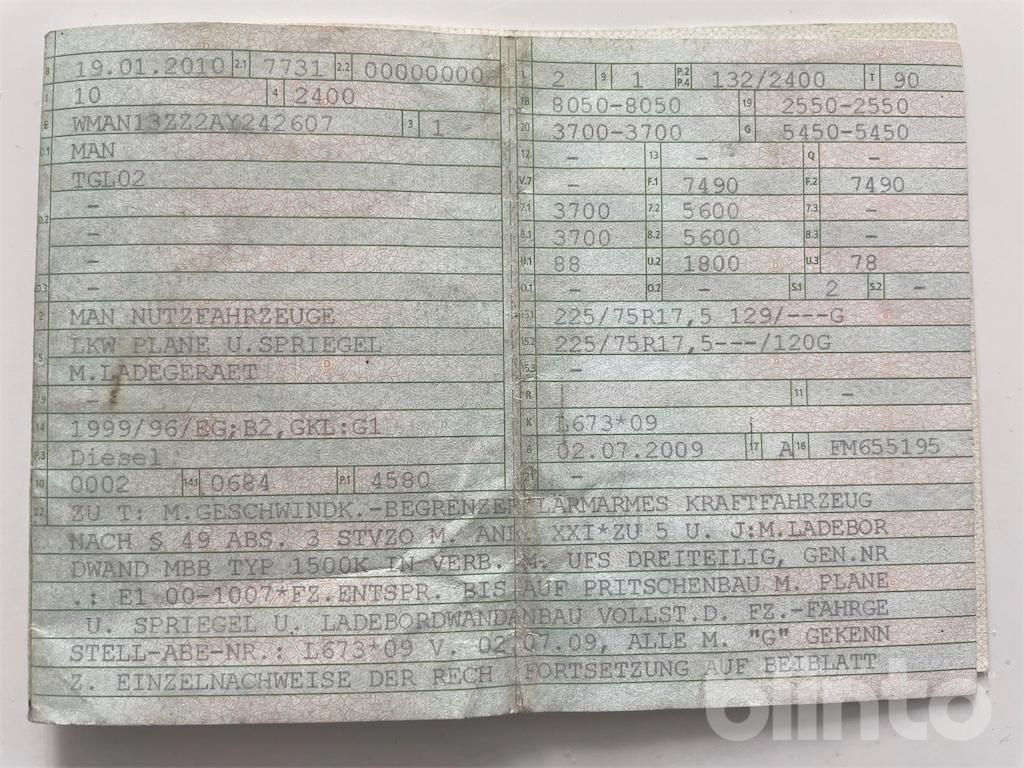 B 19.01.2010 2.1 7731 2.2 00000000
J 10 4 2400
E WMAN13ZZ2AY242607 3 1
D.1 MAN
TGL02
–
D.2 –
–
D.3 –
2 MAN NUTZFAHRZEUGE
LKW PLANE U.SPRIEGEL
5 M.LADEGERAET
V.9 –
14 1999/96/EG;B2,GKL:G1
P.3 Diesel
10 0002 14.1 0684 P.1 4580
L 2 9 1 P.2 P.4 132/2400 T 90
18 8050-8050 19 2550-2550
20 3700-3700 G 5450-5450
12 – 13 – Q –
V.7 – F.1 7490 F.2 7490
7.1 3700 7.2 5600 7.3 –
8.1 3700 8.2 5600 8.3 –
U.1 88 U.2 1800 U.3 78
O.1 – O.2 – S.1 2 S.2 –
15.1 225/75R17,5 129/---G
15.2 225/75R17,5---/120G
15.3 –
R 11 –
K L673*09
6 02.07.2009 17 A 16 FM655195
21 –
22 ZU T: M.GESCHWINDK.-BEGRENZER LÄRMARMES KRAFTFAHRZEUG
NACH § 49 ABS. 3 STVZO M. ANL. XXI*ZU 5 U. J:M.LADEBOR
DWAND MBB TYP 1500K IN VERB. M. UFS DREITEILIG, GEN.NR
.: E1 00-1007*FZ.ENTSPR. BIS AUF PRITSCHENBAU M. PLANE
U. SPRIEGEL U. LADEBORDWANDANBAU VOLLST.D. FZ.-FAHRGE
STELL-ABE-NR.: L673*09 V. 02.07.09, ALLE M. "G" GEKENN
Z. EINZELNACHWEISE DER RECH FORTSETZUNG AUF BEIBLATT
blinto